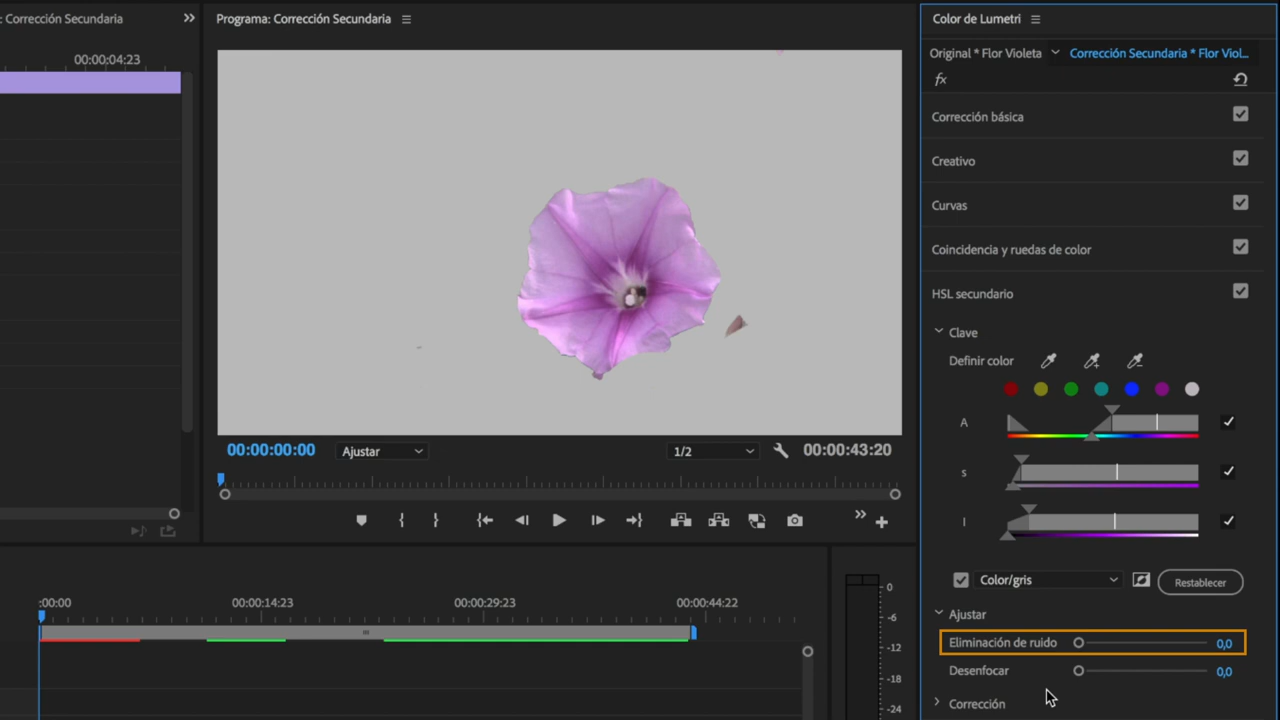 : Corrección Secundaria
00:00:04:23
Programa: Corrección Secundaria
00:00:00:00
Ajustar
1/2
00:00:43:20
:00:00
00:00:14:23
00:00:29:23
00:00:44:22
0
-6
-12
-18
-24
Color de Lumetri
Original * Flor Violeta
Corrección Secundaria * Flor Viol...
fx
Corrección básica
Creativo
Curvas
Coincidencia y ruedas de color
HSL secundario
Clave
Definir color
A
s
l
Color/gris
Restablecer
Ajustar
Eliminación de ruido 0,0
Desenfocar 0,0
Corrección